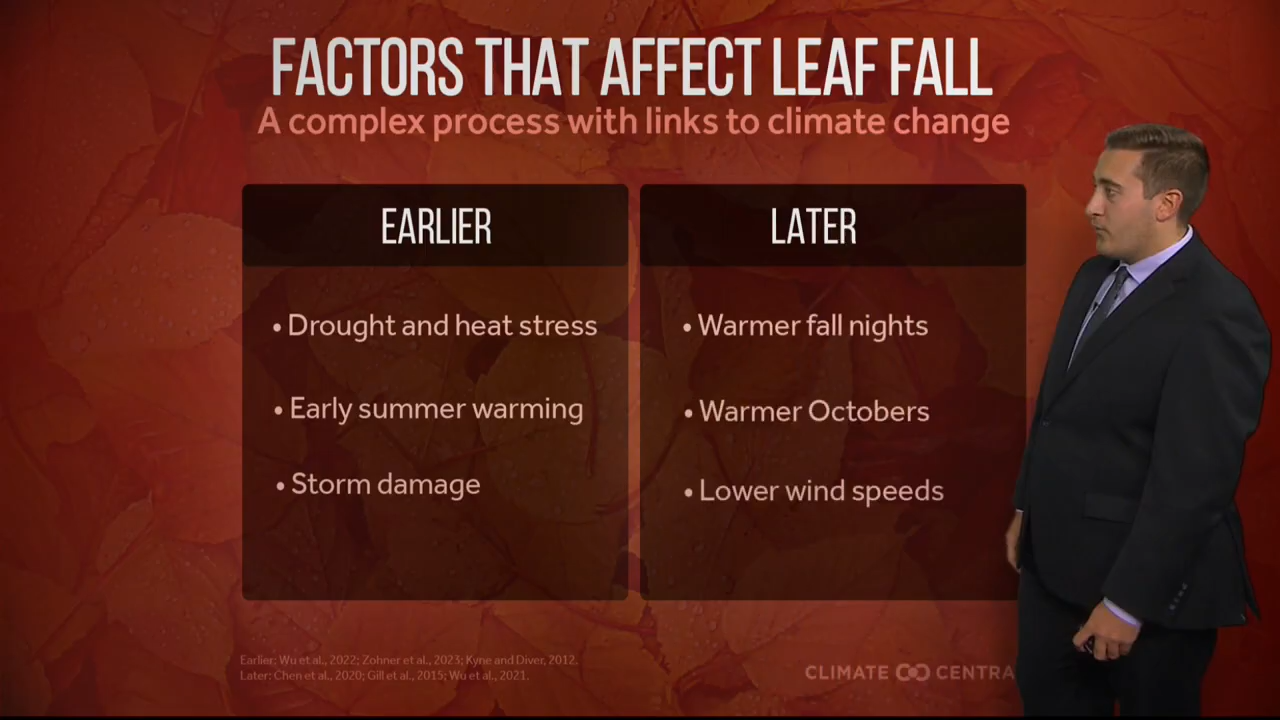 FACTORS THAT AFFECT LEAF FALL
A complex process with links to climate change
EARLIER
• Drought and heat stress
• Early summer warming
• Storm damage
LATER
• Warmer fall nights
• Warmer Octobers
• Lower wind speeds
Earlier: Wu et al., 2022; Zohner et al., 2023; Kyne and Diver, 2012.
Later: Chen et al., 2020; Gill et al., 2015; Wu et al., 2021.
CLIMATE CENTRA